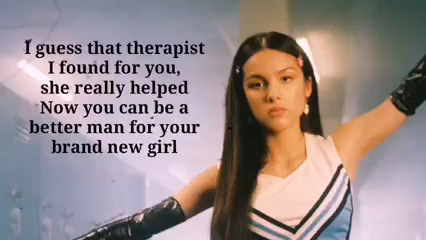 I guess that therapist
I found for you,
she really helped
Now you can be a
better man for your
brand new girl